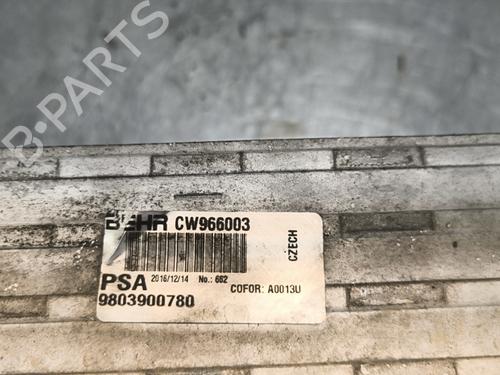 B-PARTS
BEHR CW966003
CZECH
PSA 2016/12/14 No.: 662
COFOR: A0013U
9803900780